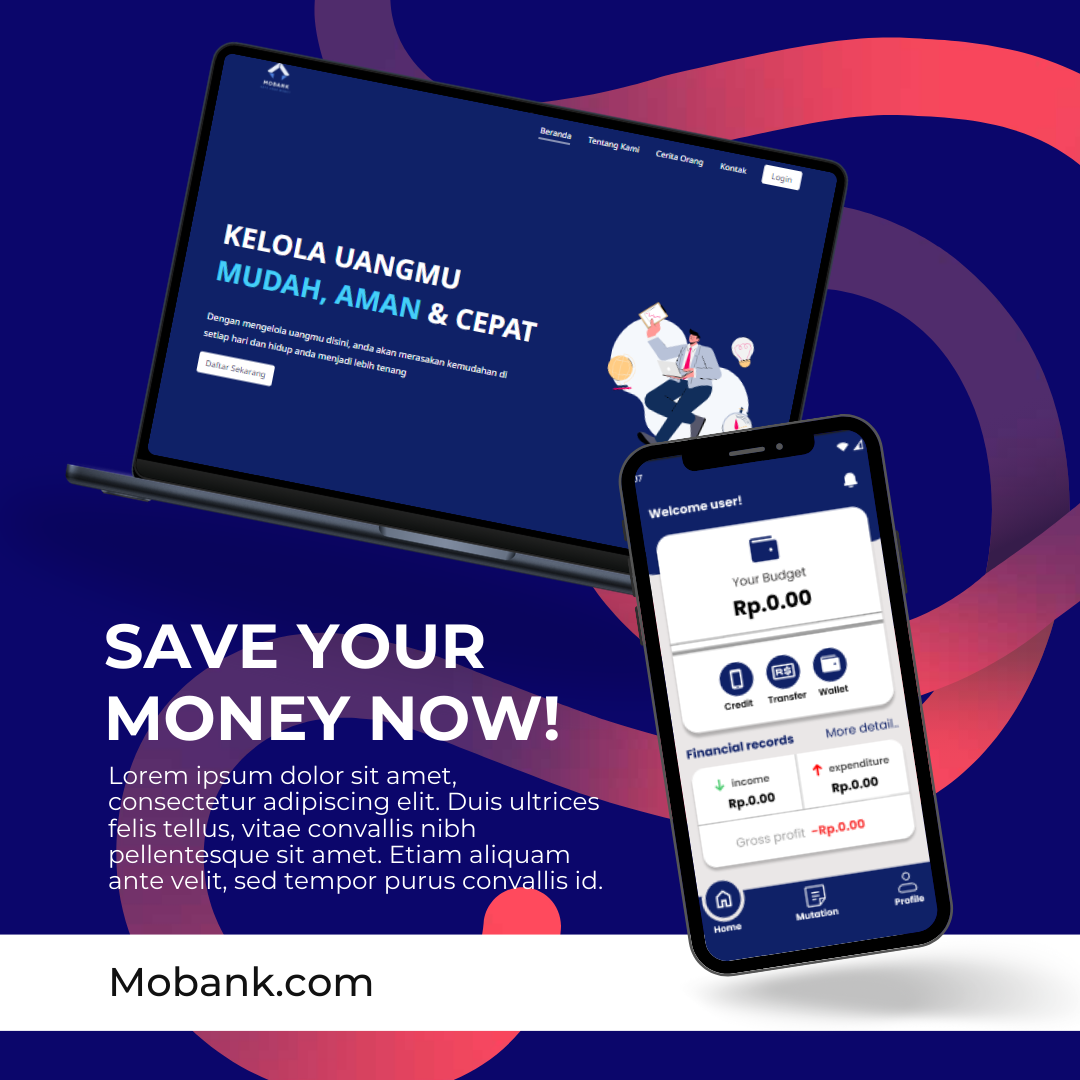 MOBANK
Beranda
Tentang Kami
Cerita Orang
Kontak
Login
KELOLA UANGMU
MUDAH, AMAN & CEPAT
Dengan mengelola uangmu disini, anda akan merasakan kemudahan di
setiap hari dan hidup anda menjadi lebih tenang
Daftar Sekarang
Welcome user!
Your Budget
Rp.0.00
R$
Credit
Transfer
Wallet
Financial records
More detail..
income
Rp.0.00
expenditure
Rp.0.00
Gross profit -Rp.0.00
Home
Mutation
Profile
SAVE YOUR
MONEY NOW!
Lorem ipsum dolor sit amet,
consectetur adipiscing elit. Duis ultrices
felis tellus, vitae convallis nibh
pellentesque sit amet. Etiam aliquam
ante velit, sed tempor purus convallis id.
Mobank.com